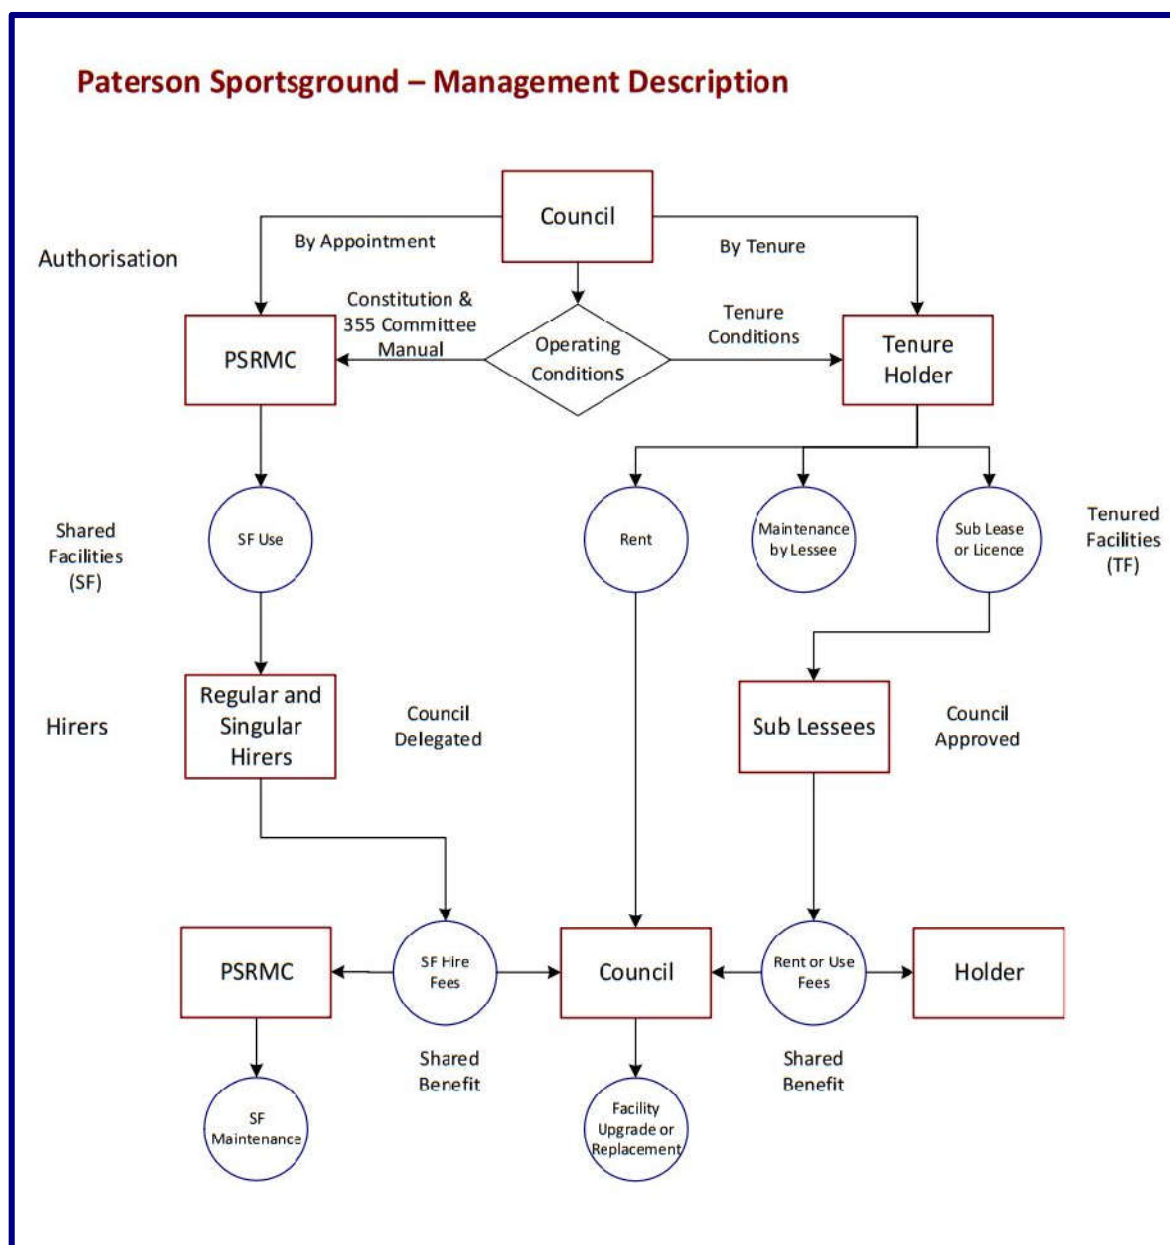 Paterson Sportsground – Management Description
Council
By Appointment
By Tenure
Authorisation
Constitution &
355 Committee
Manual
Tenure
Conditions
PSRMC
Operating
Conditions
Tenure
Holder
Shared
Facilities
(SF)
SF Use
Rent
Maintenance
by Lessee
Sub Lease
or Licence
Tenured
Facilities
(TF)
Hirers
Regular and
Singular
Hirers
Council
Delegated
Sub Lessees
Council
Approved
PSRMC
SF Hire
Fees
Council
Rent or Use
Fees
Holder
Shared
Benefit
Shared
Benefit
SF
Maintenance
Facility
Upgrade or
Replacement